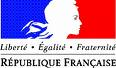 Liberté • Égalité • Fraternité
RÉPUBLIQUE FRANÇAISE